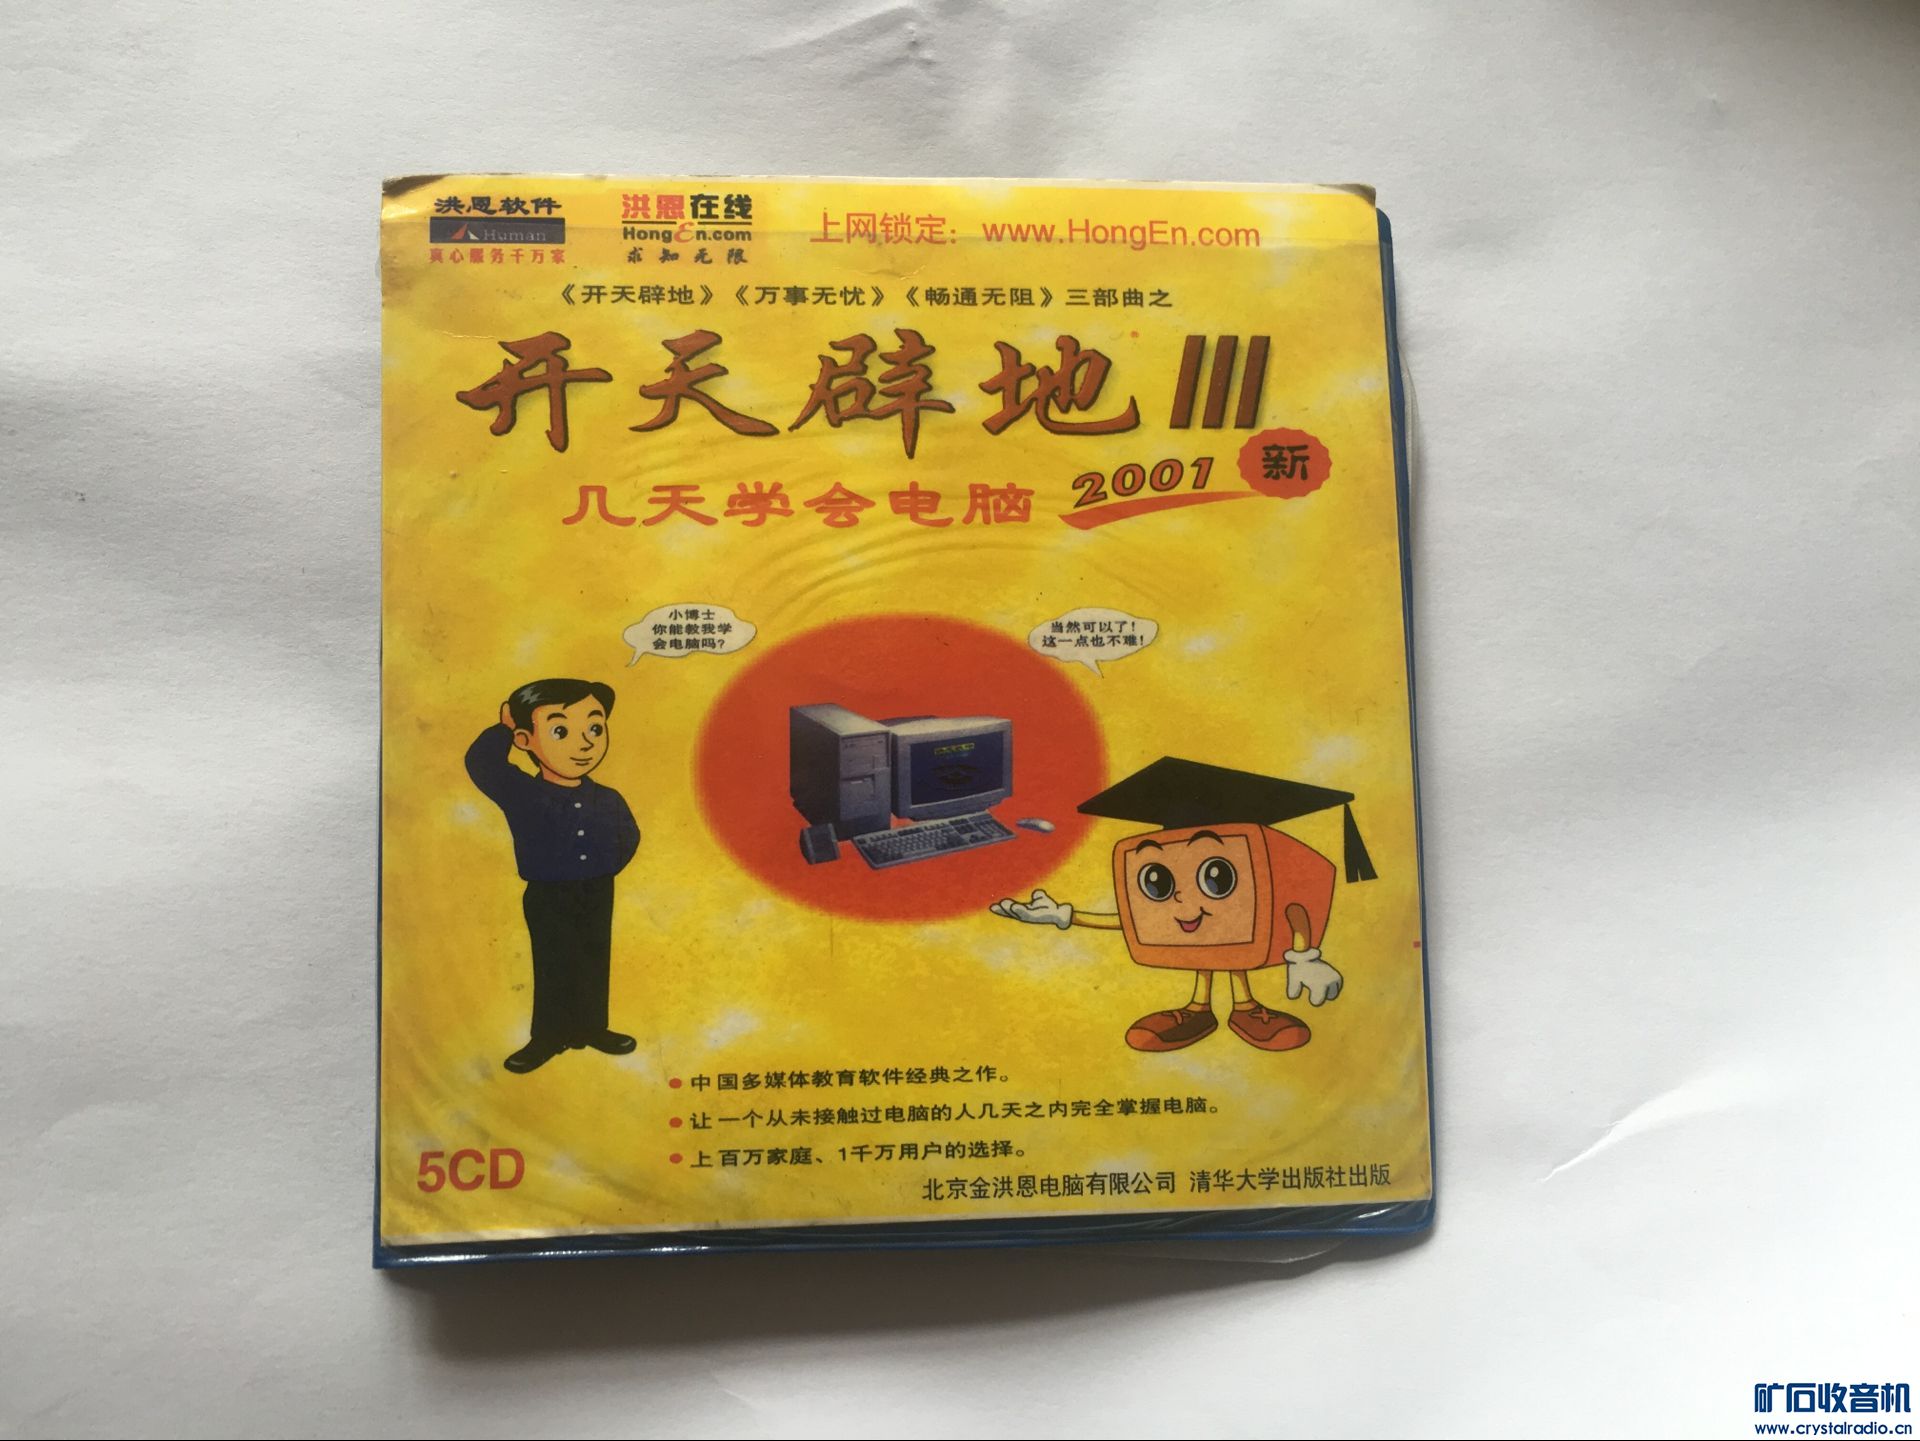 洪恩软件
Human
真心服务千万家
洪恩在线
HongEn.com
求知无限
上网锁定：www.HongEn.com
《开天辟地》《万事无忧》《畅通无阻》三部曲之
开天辟地III
几天学会电脑 2001 新
小博士
你能教我学
会电脑吗？
当然可以了！
这一点也不难！
•中国多媒体教育软件经典之作。
•让一个从未接触过电脑的人几天之内完全掌握电脑。
•上百万家庭、1千万用户的选择。
5CD
北京金洪恩电脑有限公司 清华大学出版社出版
矿石收音机
www.crystalradio.cn